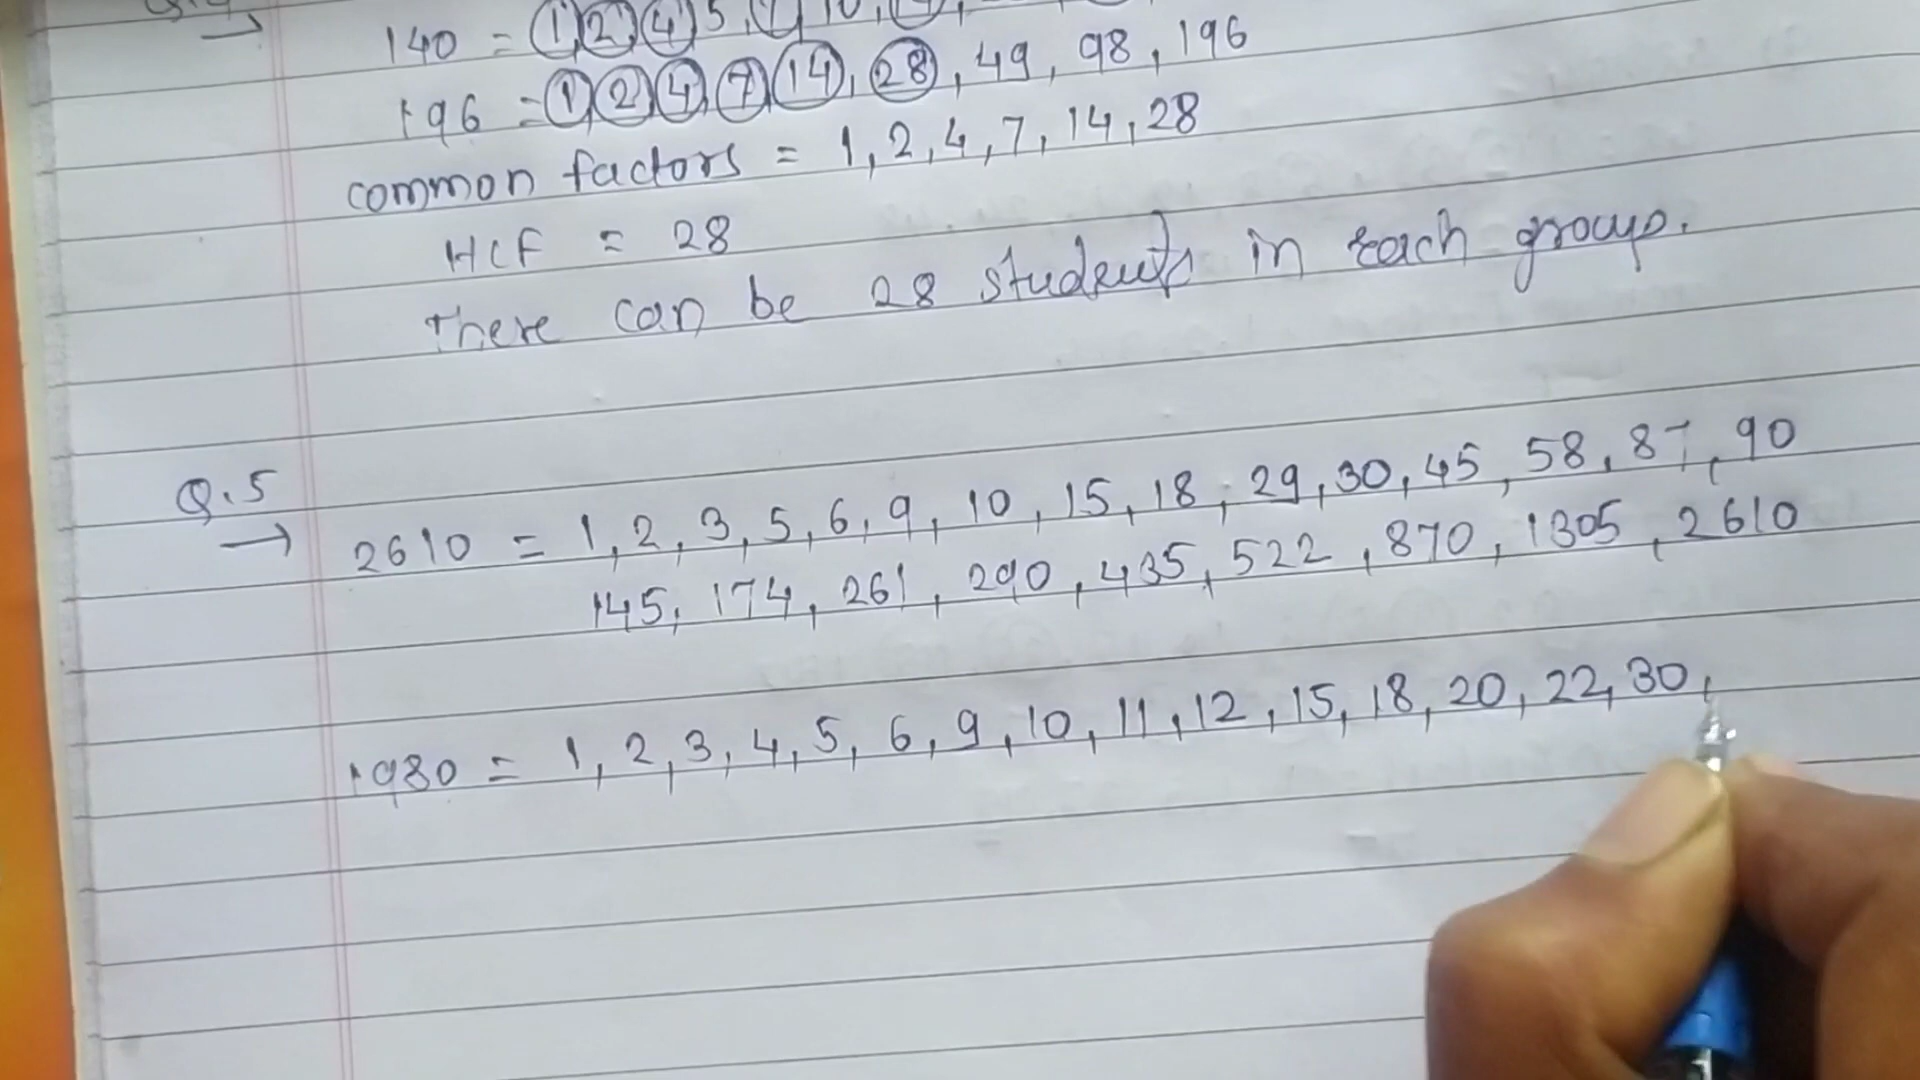 140 = 1, 2, 4, 5, 7, 10,
196 = 1, 2, 4, 7, 14, 28, 49, 98, 196
common factors = 1, 2, 4, 7, 14, 28
HCF = 28
There can be 28 students in each group.
Q.5
→ 2610 = 1, 2, 3, 5, 6, 9, 10, 15, 18, 29, 30, 45, 58, 87, 90
145, 174, 261, 290, 435, 522, 870, 1305, 2610
1980 = 1, 2, 3, 4, 5, 6, 9, 10, 11, 12, 15, 18, 20, 22, 30,